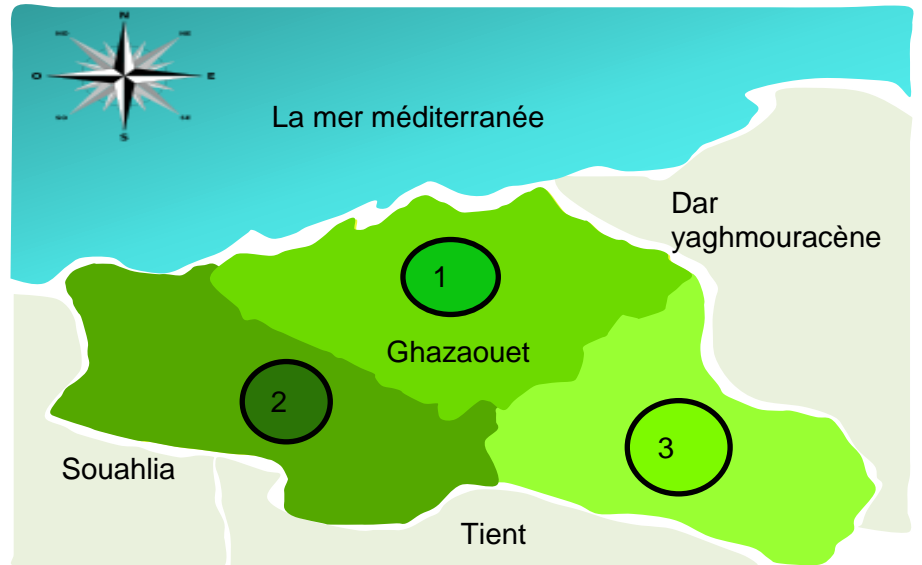 N
O
E
S
La mer méditerranée
Dar
yaghmouracène
1
Ghazaouet
2
3
Souahlia
Tient